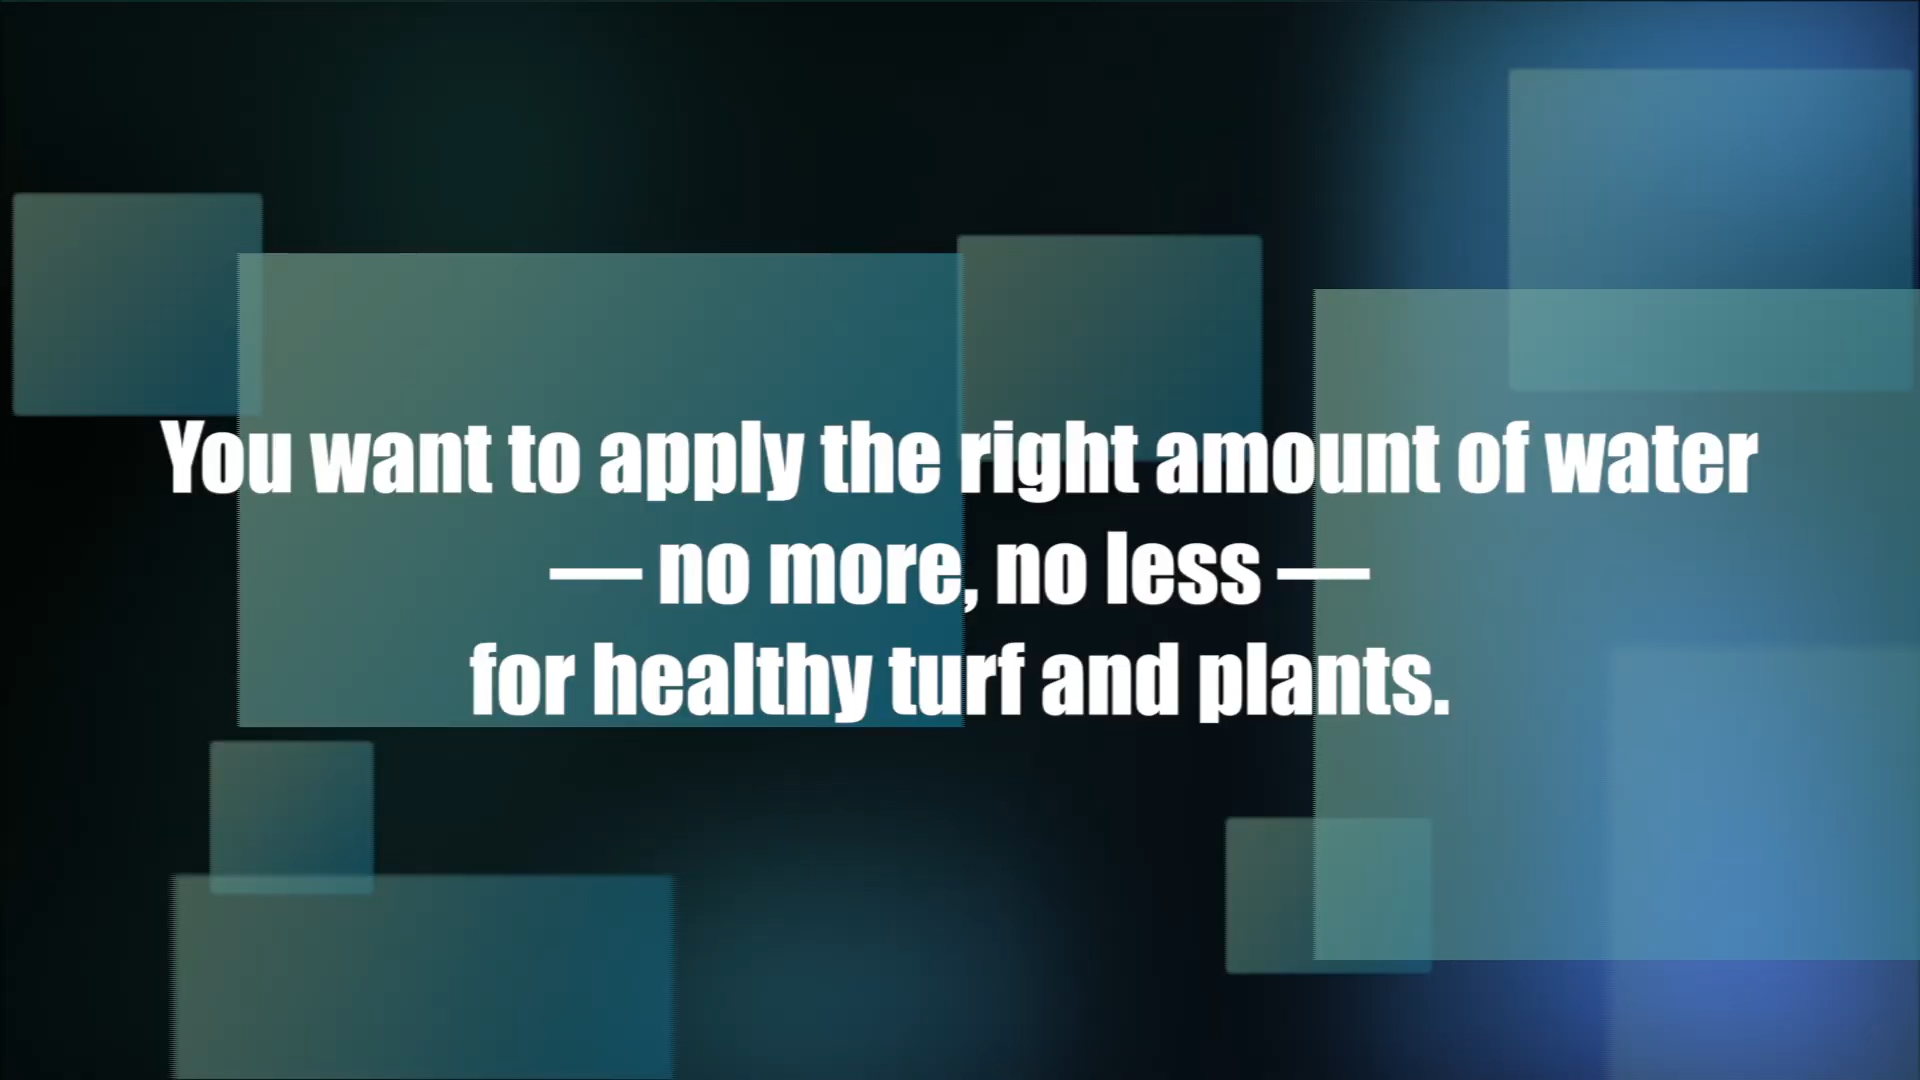 You want to apply the right amount of water
— no more, no less —
for healthy turf and plants.